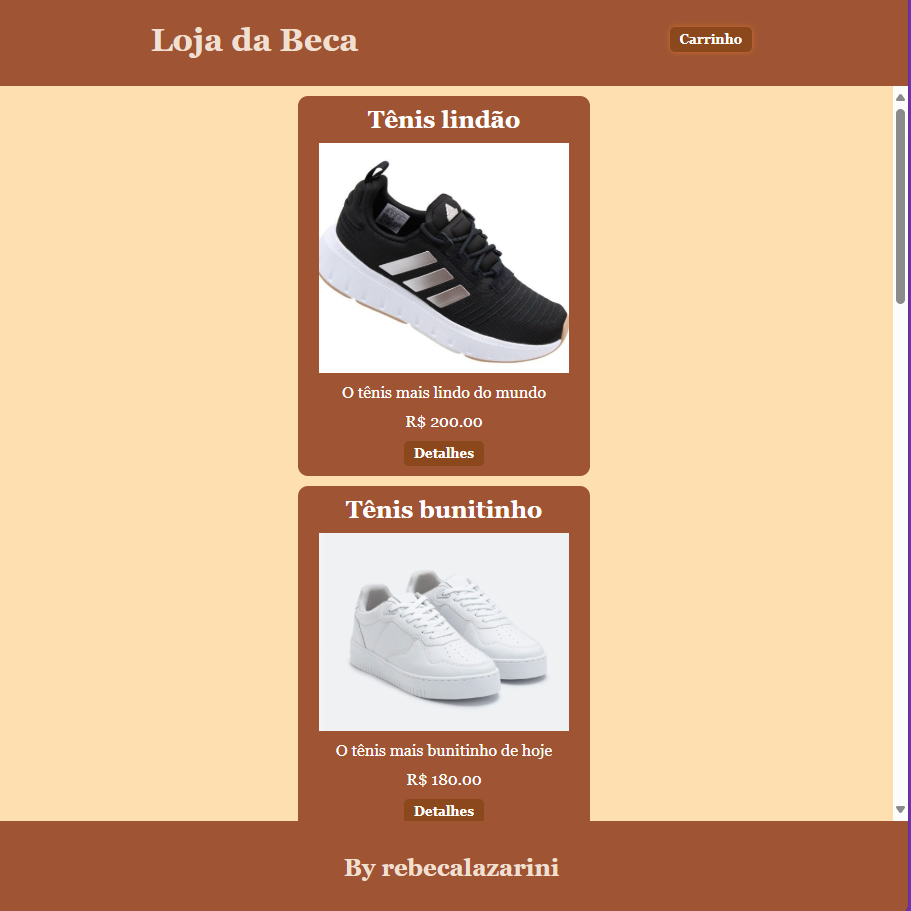 Loja da Beca
Carrinho
Tênis lindão
O tênis mais lindo do mundo
R$ 200.00
Detalhes
Tênis bunitinho
O tênis mais bunitinho de hoje
R$ 180.00
Detalhes
By rebecalazarini